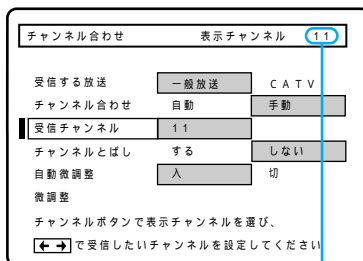 チャンネル合わせ 表示チャンネル 11
受信する放送 一般放送 CATV
チャンネル合わせ 自動 手動
受信チャンネル 11
チャンネルとばし する しない
自動微調整 入 切
微調整
チャンネルボタンで表示チャンネルを選び、
← → で受信したいチャンネルを設定してください